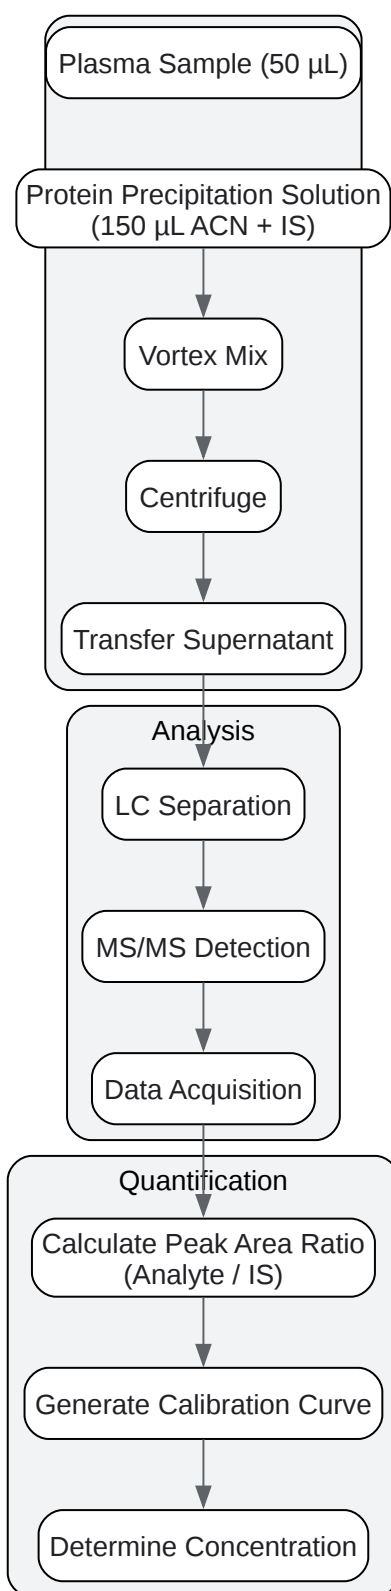 Plasma Sample (50 µL)
Protein Precipitation Solution
(150 µL ACN + IS)
Vortex Mix
Centrifuge
Transfer Supernatant
Analysis
LC Separation
MS/MS Detection
Data Acquisition
Quantification
Calculate Peak Area Ratio
(Analyte / IS)
Generate Calibration Curve
Determine Concentration